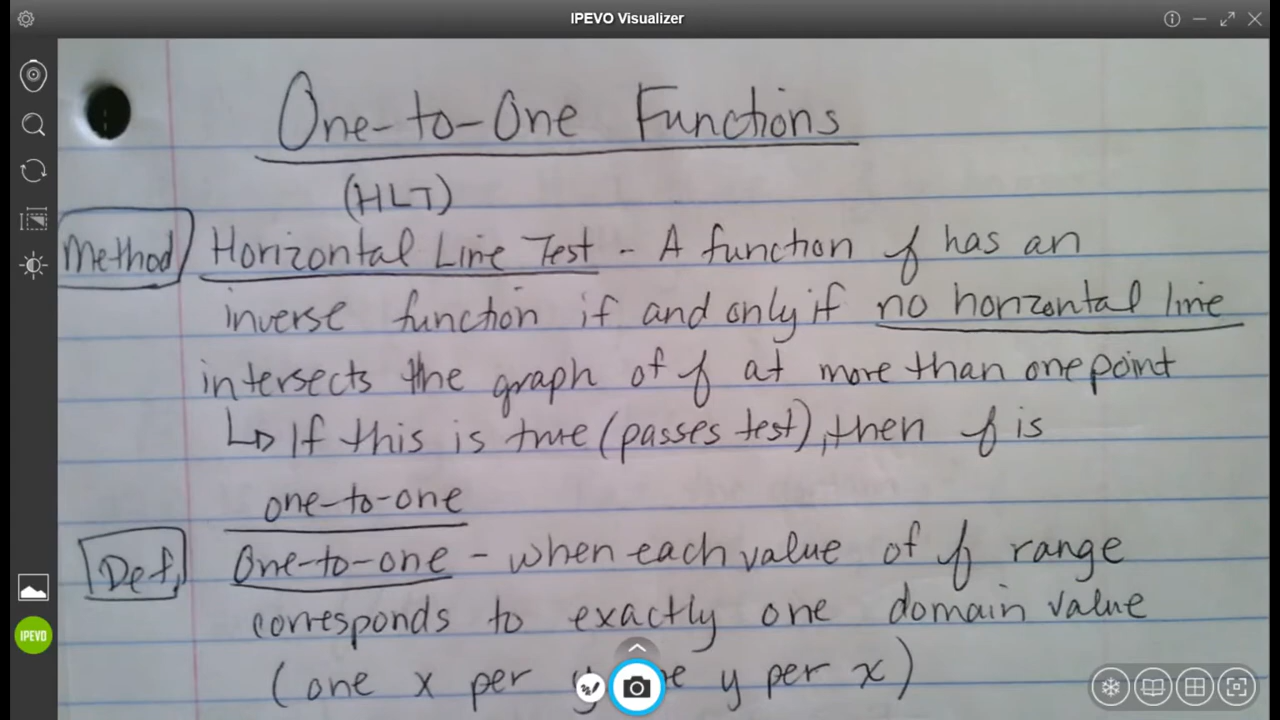 IPEVO Visualizer
One-to-One Functions
(HLT)
Method Horizontal Line Test - A function f has an
inverse function if and only if no horizontal line
intersects the graph of f at more than one point
↳ If this is true (passes test), then f is
one-to-one
Def. One-to-one - when each value of f range
corresponds to exactly one domain value
(one x per y per x)
IPEVO